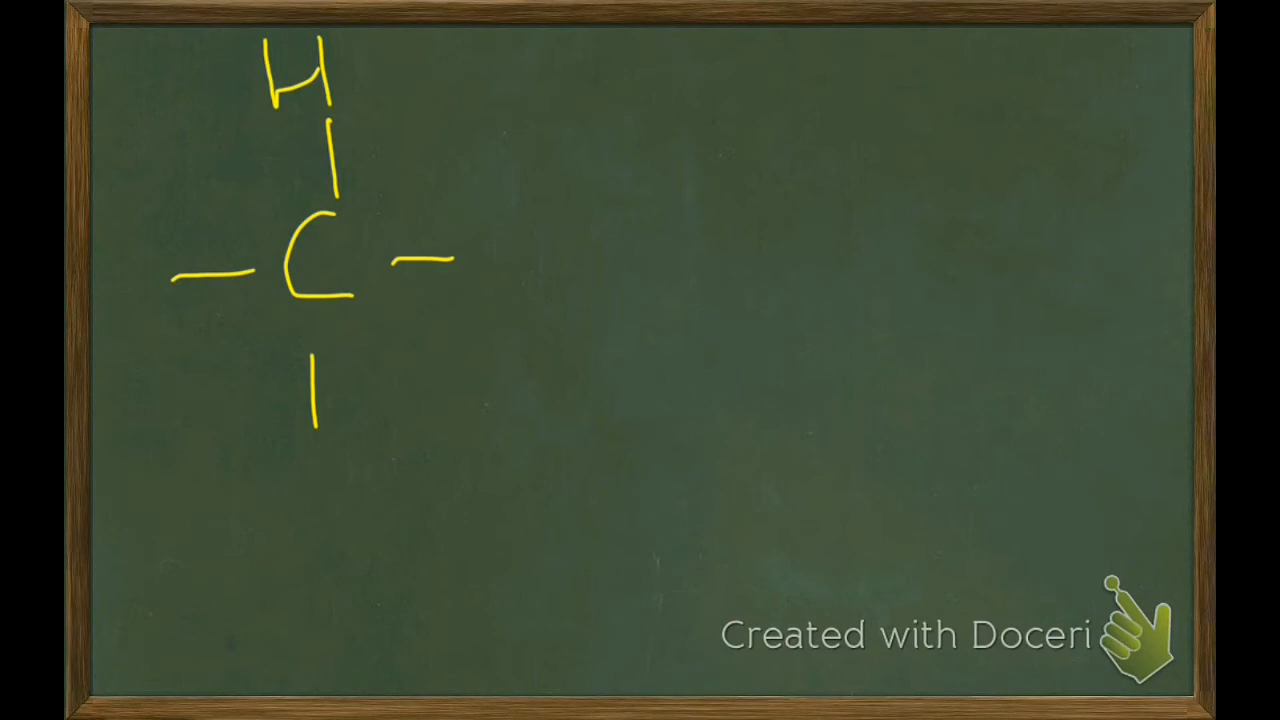 H
|
— C —
|
Created with Doceri